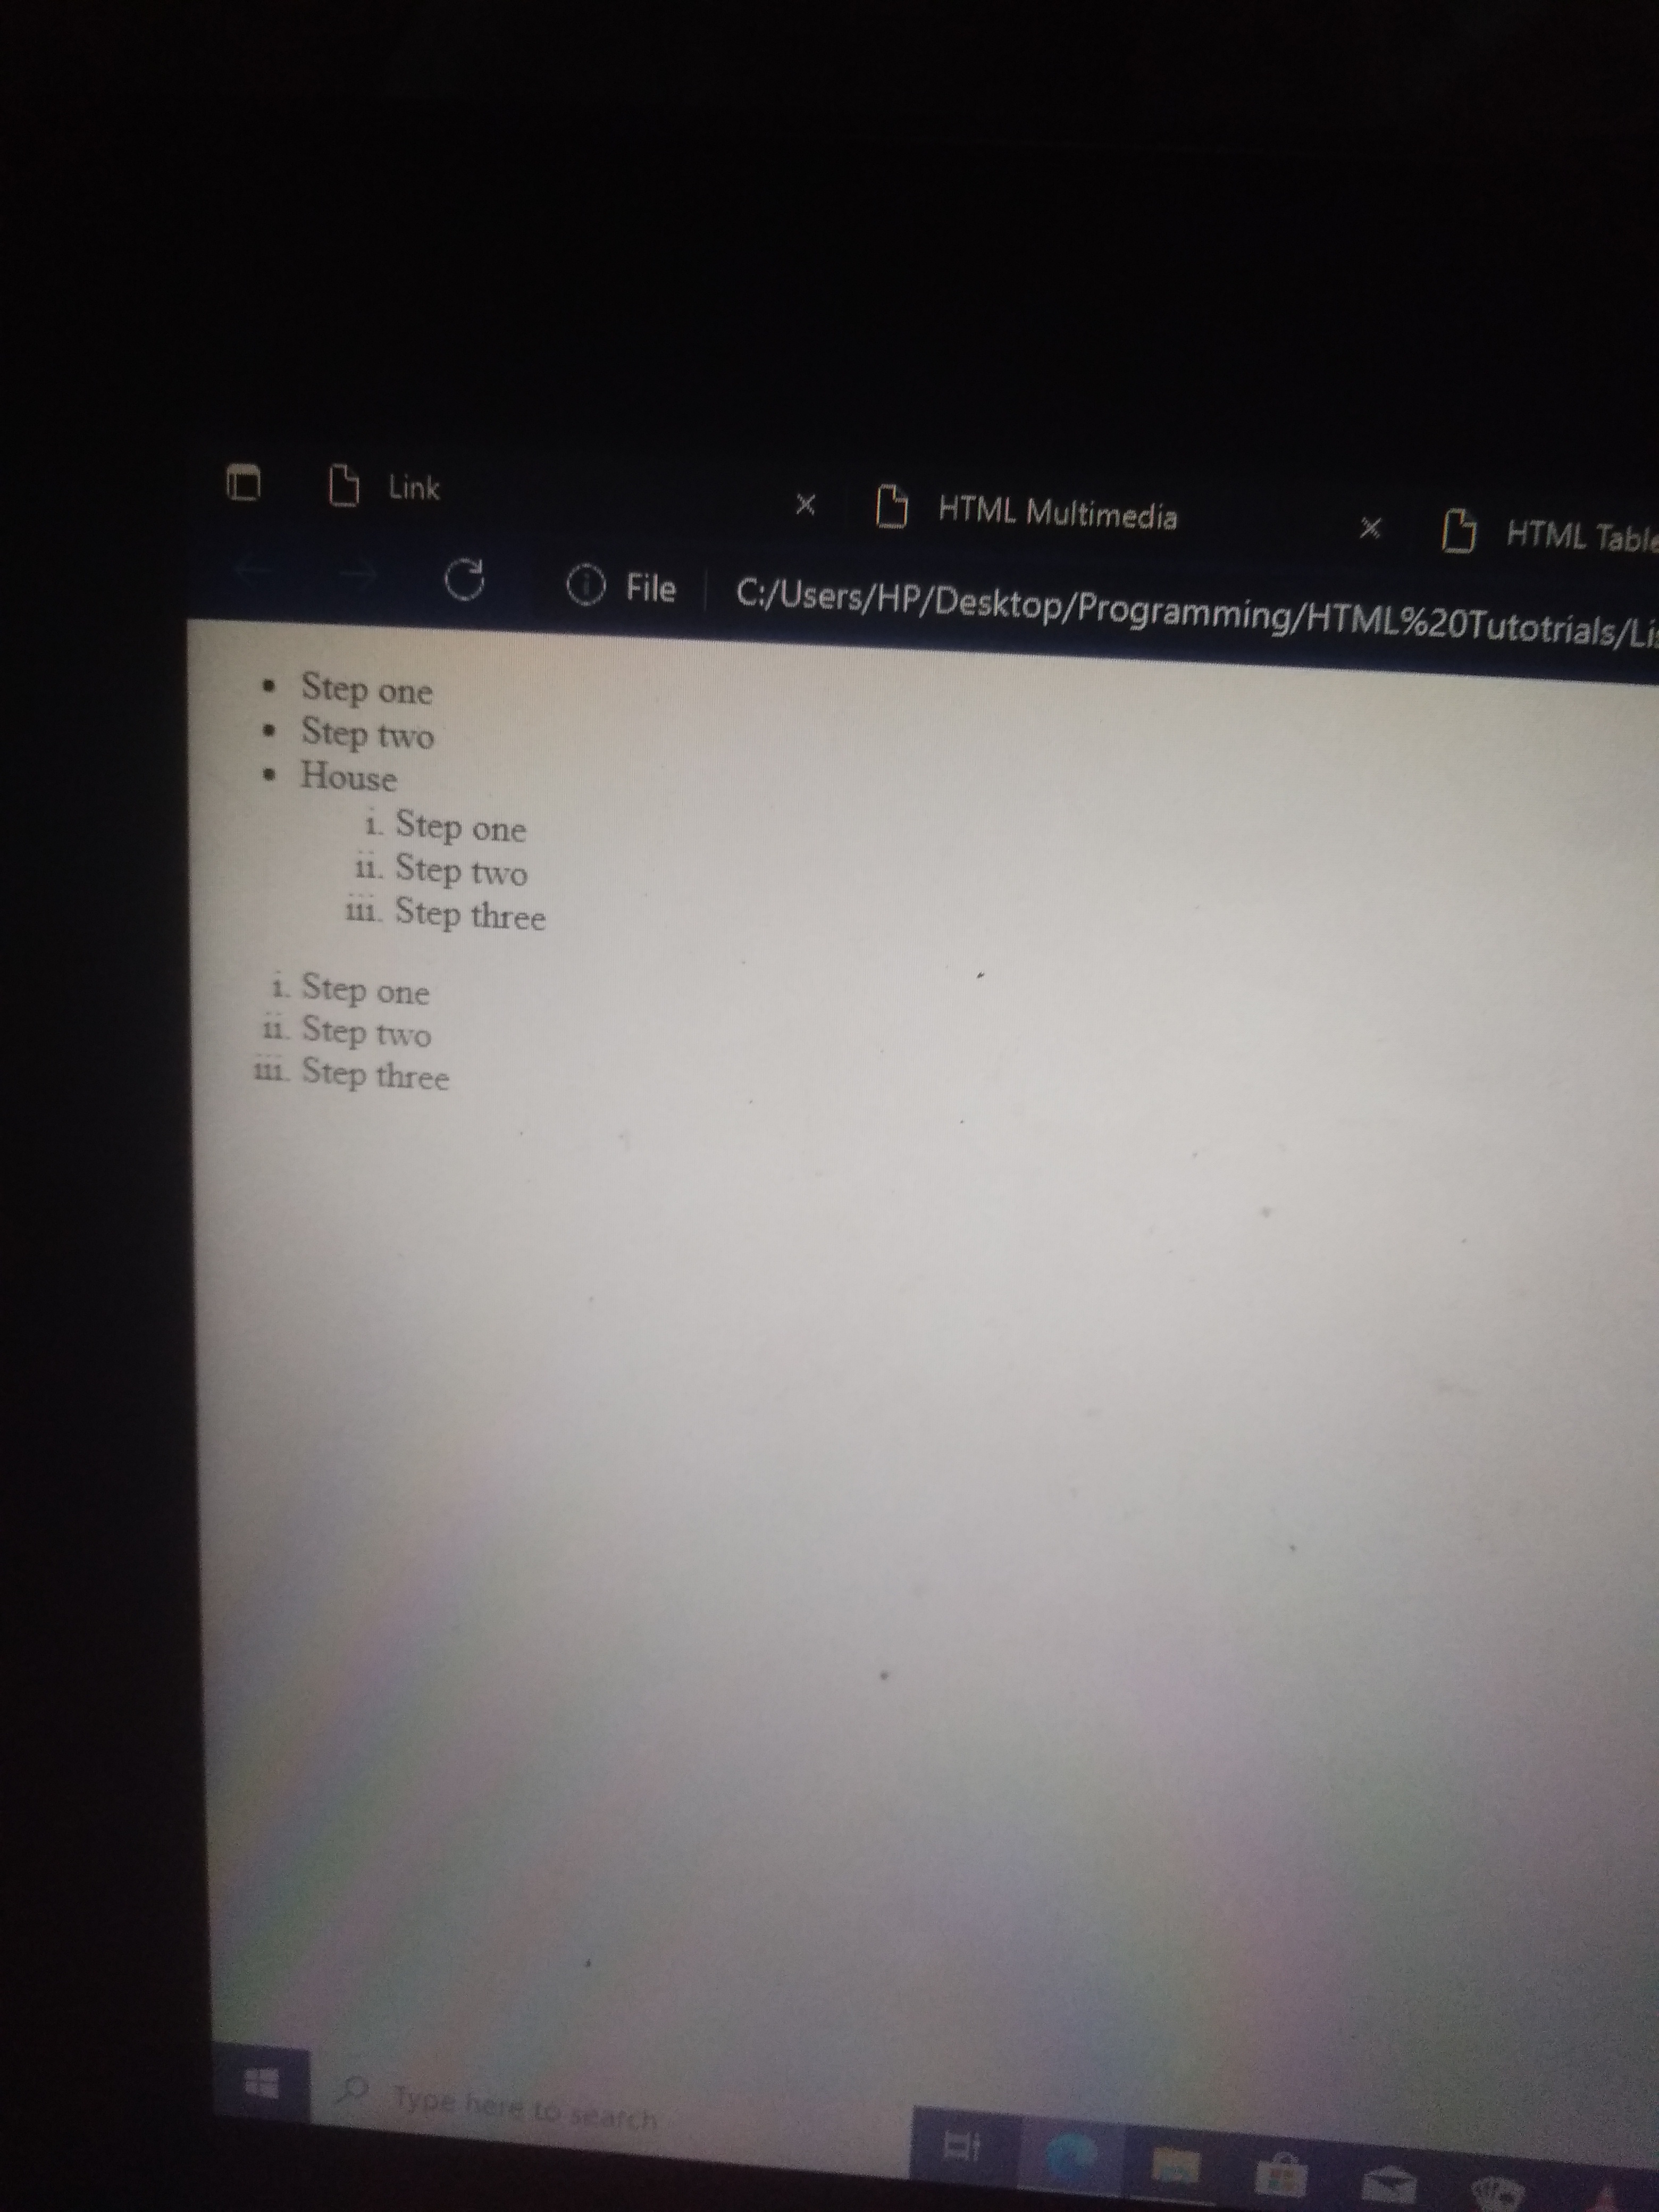 Link
HTML Multimedia
HTML Table
File C:/Users/HP/Desktop/Programming/HTML%20Tutotrials/Lis
• Step one
• Step two
• House
i. Step one
ii. Step two
iii. Step three
i. Step one
ii. Step two
iii. Step three
Type here to search